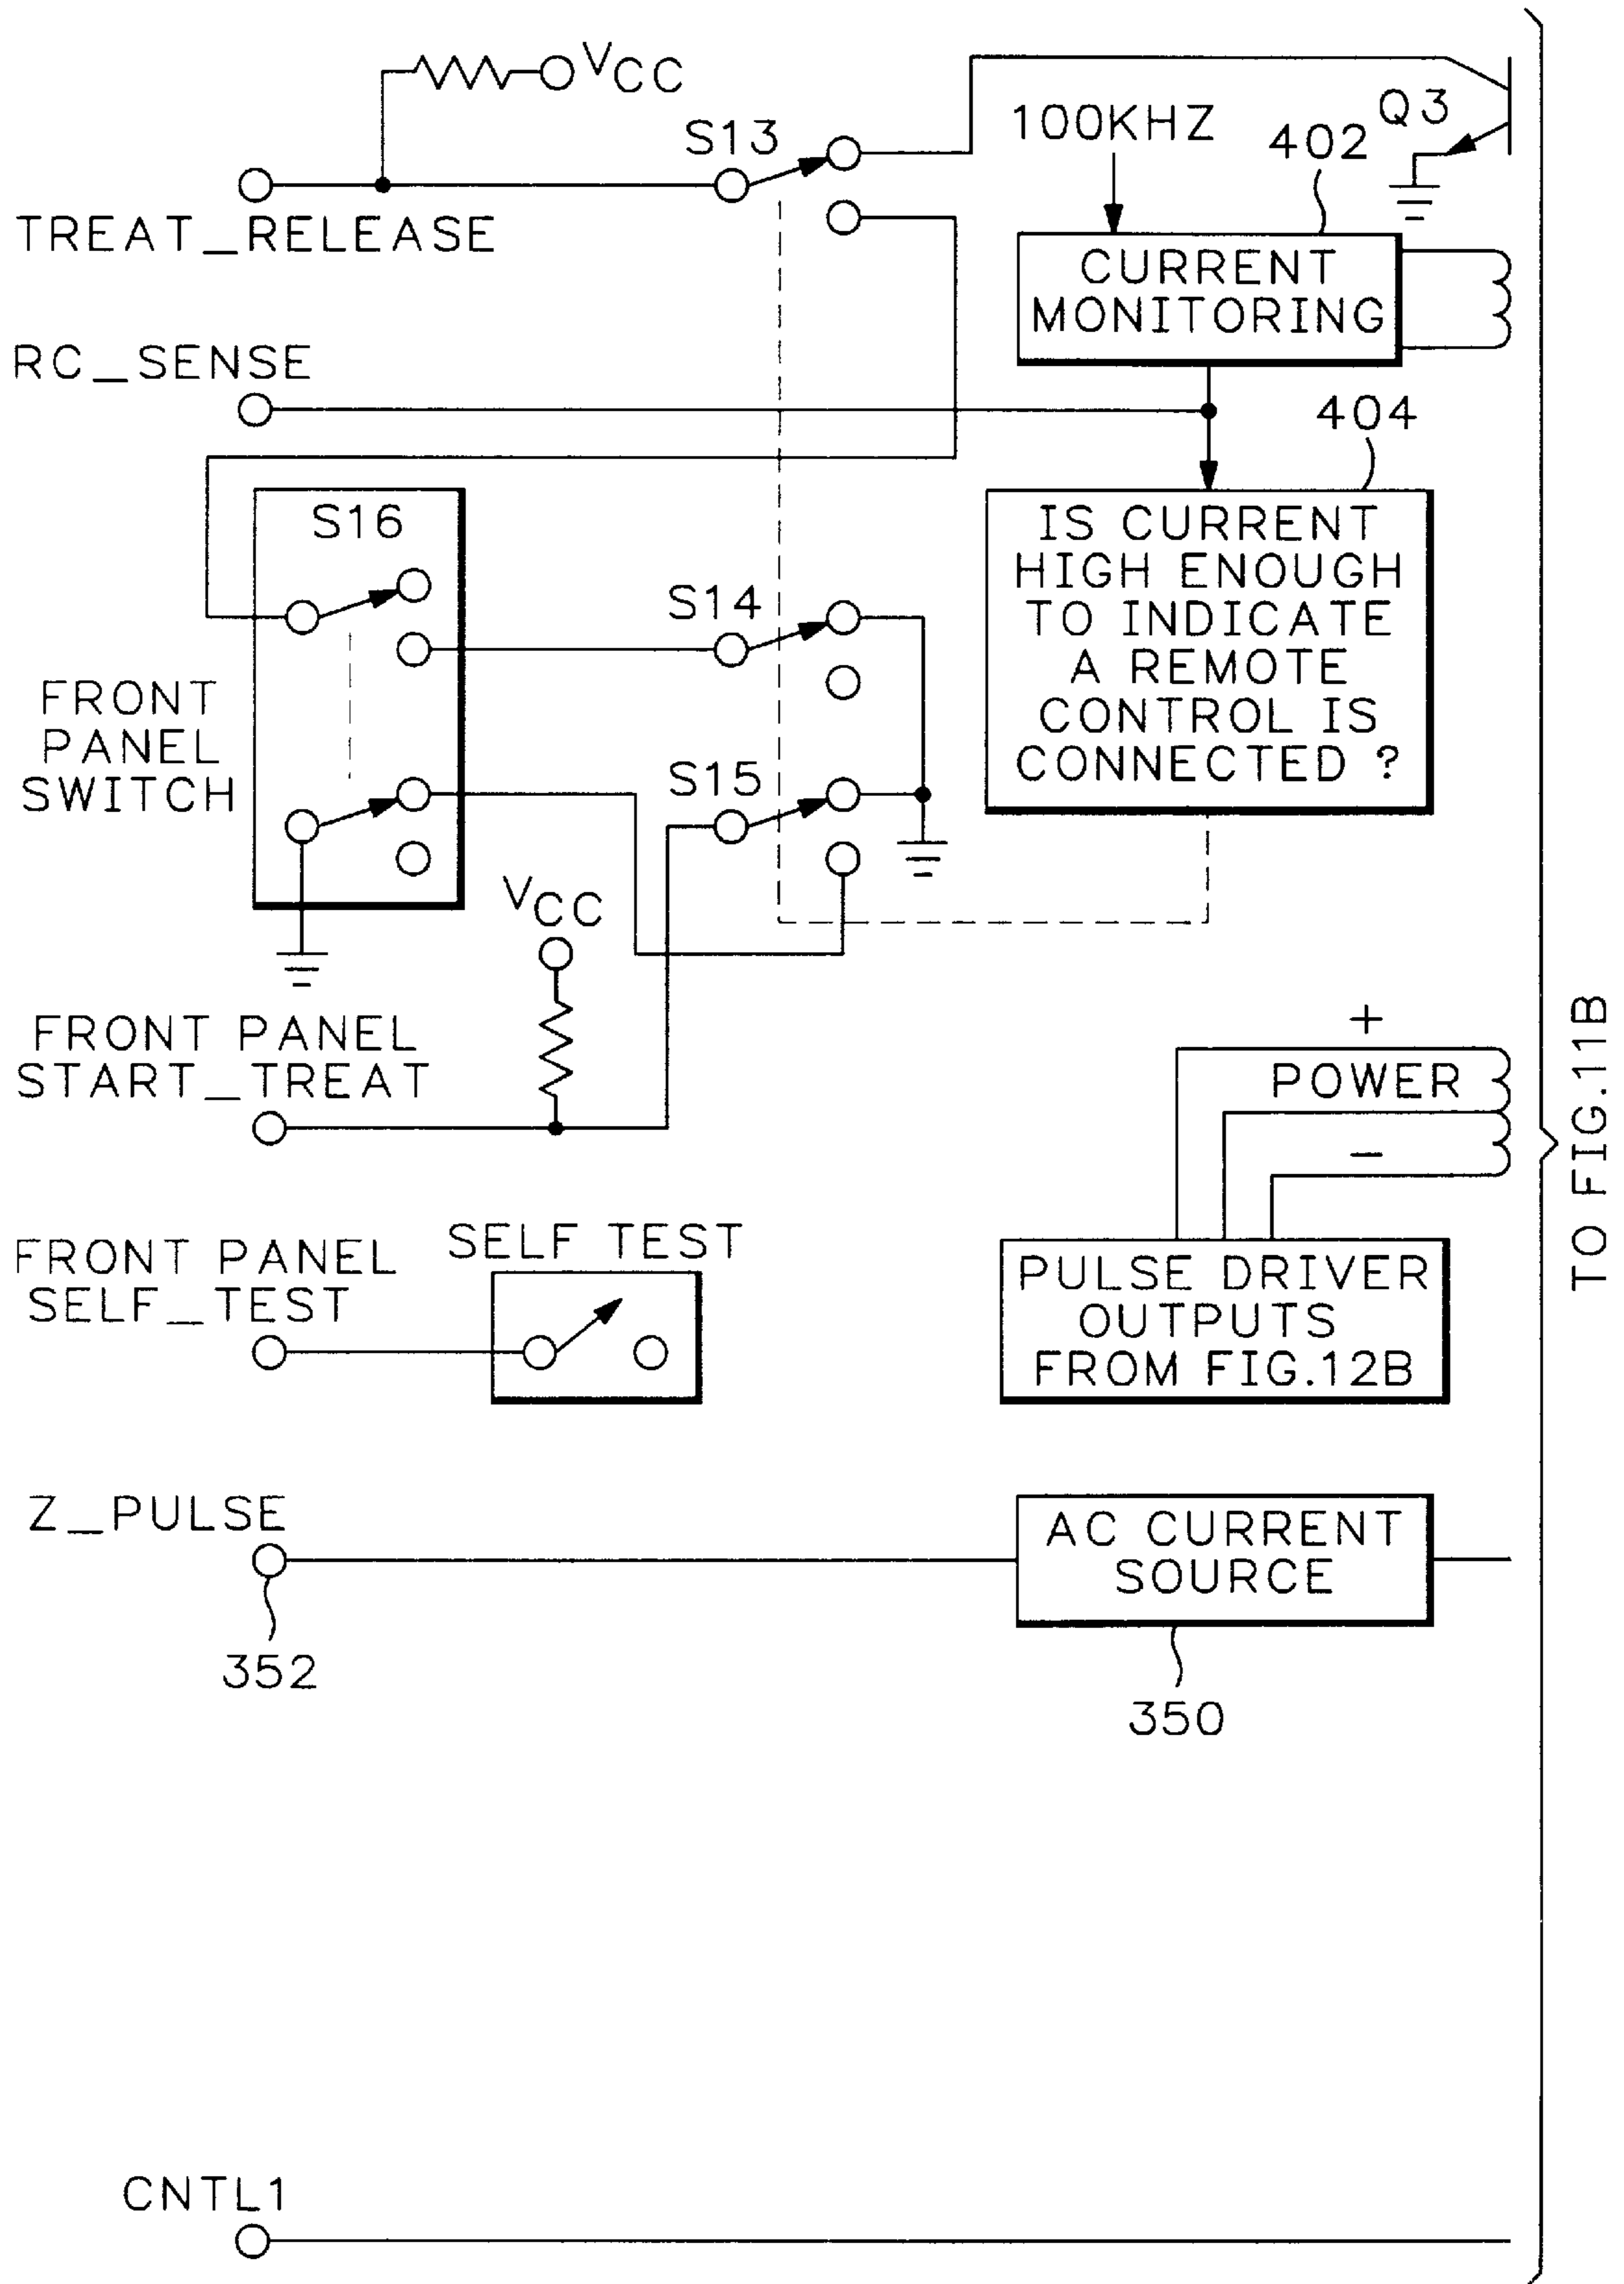 VCC
S13
100KHZ
Q3
402
TREAT_RELEASE
CURRENT
MONITORING
RC_SENSE
404
S16
IS CURRENT
HIGH ENOUGH
TO INDICATE
A REMOTE
CONTROL IS
CONNECTED ?
S14
FRONT
PANEL
SWITCH
S15
VCC
FRONT PANEL
START_TREAT
+
POWER
−
TO FIG.11B
FRONT PANEL
SELF_TEST
SELF TEST
PULSE DRIVER
OUTPUTS
FROM FIG.12B
Z_PULSE
352
AC CURRENT
SOURCE
350
CNTL1